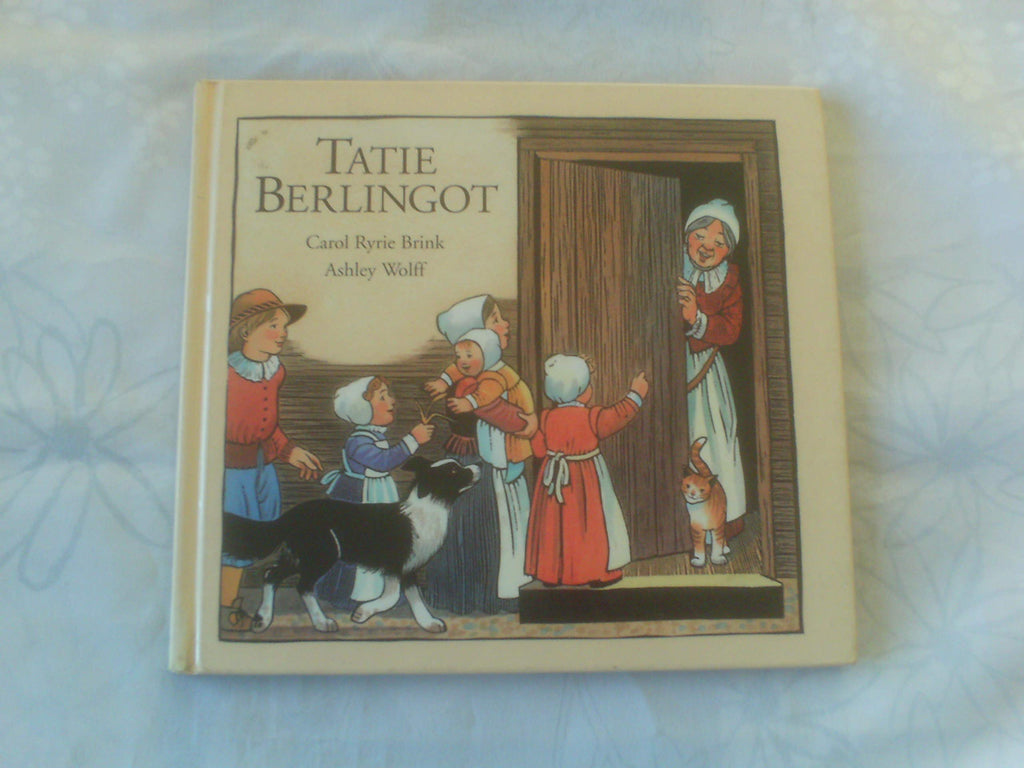 TATIE
BERLINGOT
Carol Ryrie Brink
Ashley Wolff